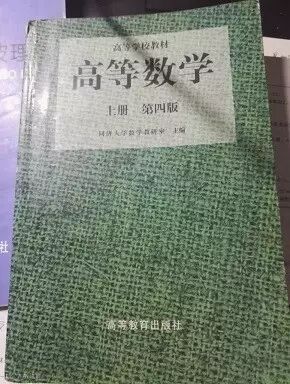 高等学校教材
高等数学
上册 第四版
同济大学数学教研室 主编
高等教育出版社
社